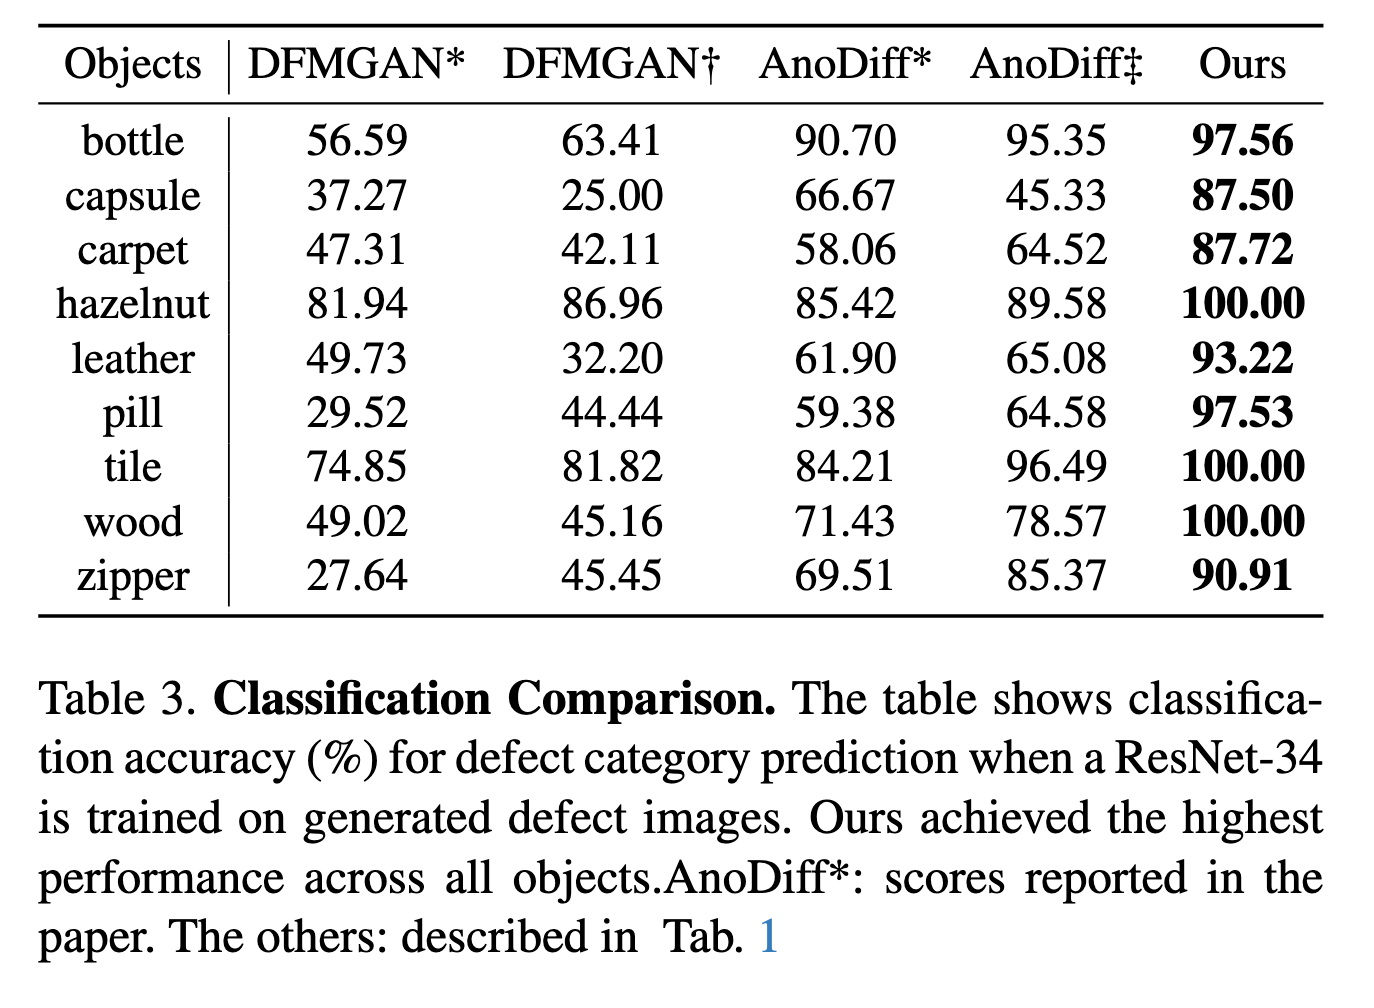 Objects DFMGAN* DFMGAN† AnoDiff* AnoDiff‡ Ours
bottle 56.59 63.41 90.70 95.35 97.56
capsule 37.27 25.00 66.67 45.33 87.50
carpet 47.31 42.11 58.06 64.52 87.72
hazelnut 81.94 86.96 85.42 89.58 100.00
leather 49.73 32.20 61.90 65.08 93.22
pill 29.52 44.44 59.38 64.58 97.53
tile 74.85 81.82 84.21 96.49 100.00
wood 49.02 45.16 71.43 78.57 100.00
zipper 27.64 45.45 69.51 85.37 90.91
Table 3. Classification Comparison. The table shows classifica-
tion accuracy (%) for defect category prediction when a ResNet-34
is trained on generated defect images. Ours achieved the highest
performance across all objects.AnoDiff*: scores reported in the
paper. The others: described in Tab. 1